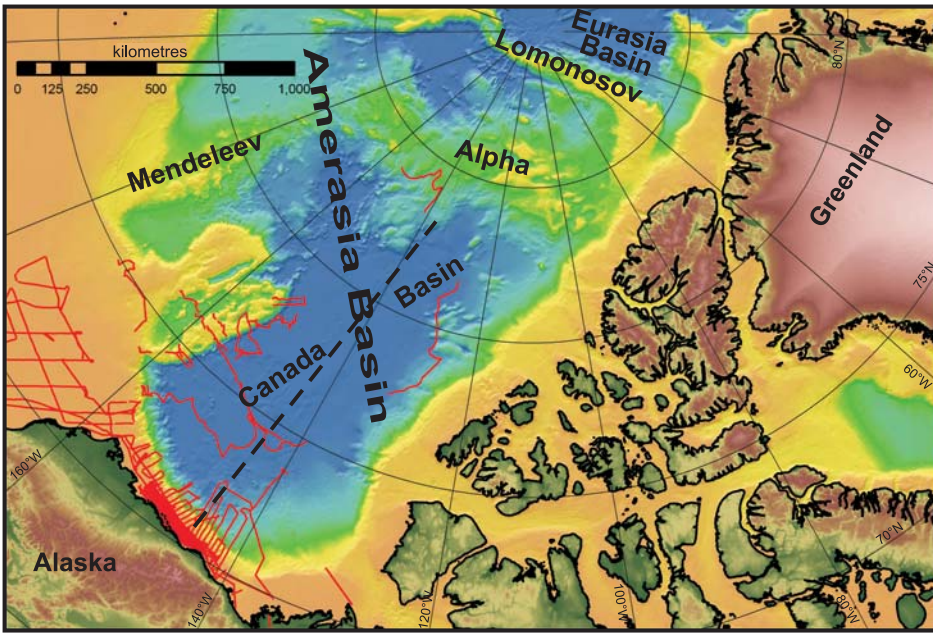 kilometres
0 125 250 500 750 1,000
Eurasia
Basin
Lomonosov
80°N
Amerasia Basin
Mendeleev
Alpha
Greenland
Canada Basin
75°N
60°W
160°W
Alaska
140°W
120°W
100°W
80°W
70°N